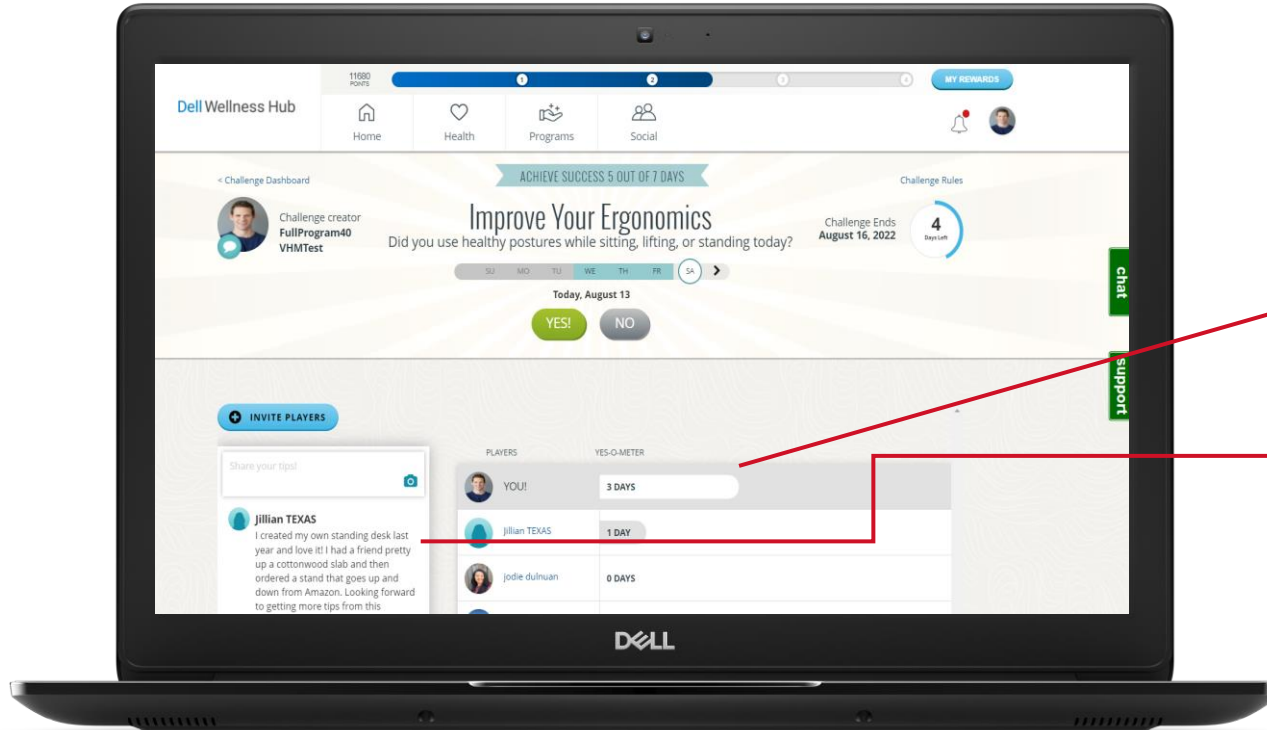 11680
POINTS
1
2
3
4
MY REWARDS
Dell Wellness Hub
Home
Health
Programs
Social
< Challenge Dashboard
ACHIEVE SUCCESS 5 OUT OF 7 DAYS
Challenge Rules
Challenge creator
FullProgram40
VHMTest
Improve Your Ergonomics
Did you use healthy postures while sitting, lifting, or standing today?
Challenge Ends
August 16, 2022
4
Days Left
SU MO TU WE TH FR SA
Today, August 13
YES!
NO
chat
support
INVITE PLAYERS
PLAYERS
YES-O-METER
Share your tips!
YOU!
3 DAYS
Jillian TEXAS
I created my own standing desk last
year and love it! I had a friend pretty
up a cottonwood slab and then
ordered a stand that goes up and
down from Amazon. Looking forward
to getting more tips from this
Jillian TEXAS
1 DAY
jodie dulnuan
0 DAYS
DELL